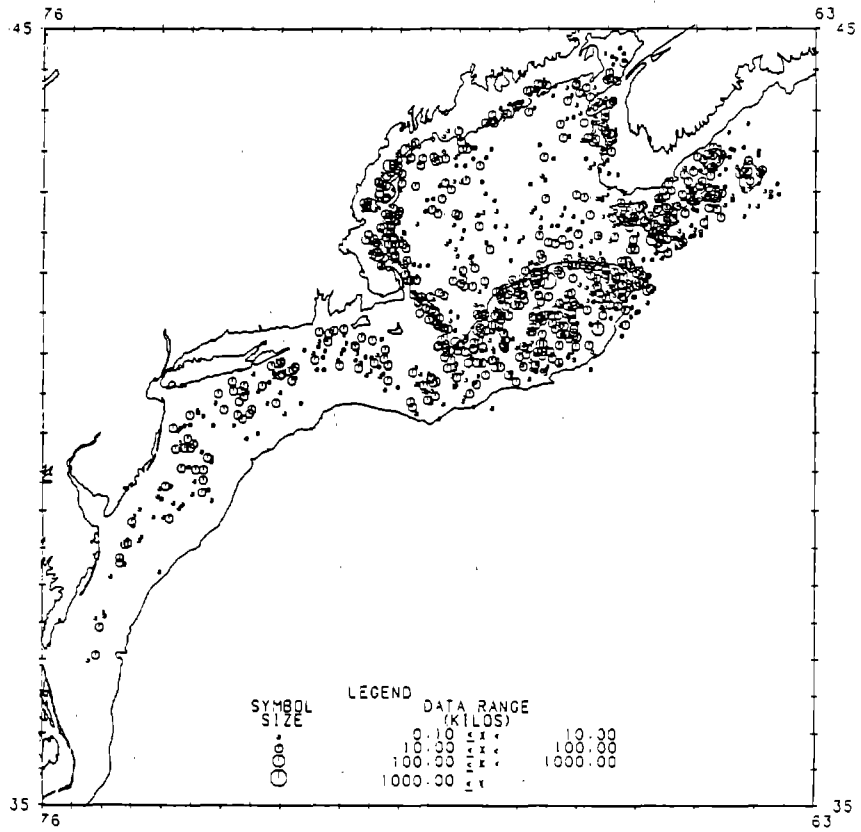 76 63
45 45
LEGEND
SYMBOL DATA RANGE
SIZE (KILOS)
0.10 ≤ x < 10.00
10.00 ≤ x < 100.00
100.00 ≤ x < 1000.00
1000.00 ≤ x
35 35
76 63